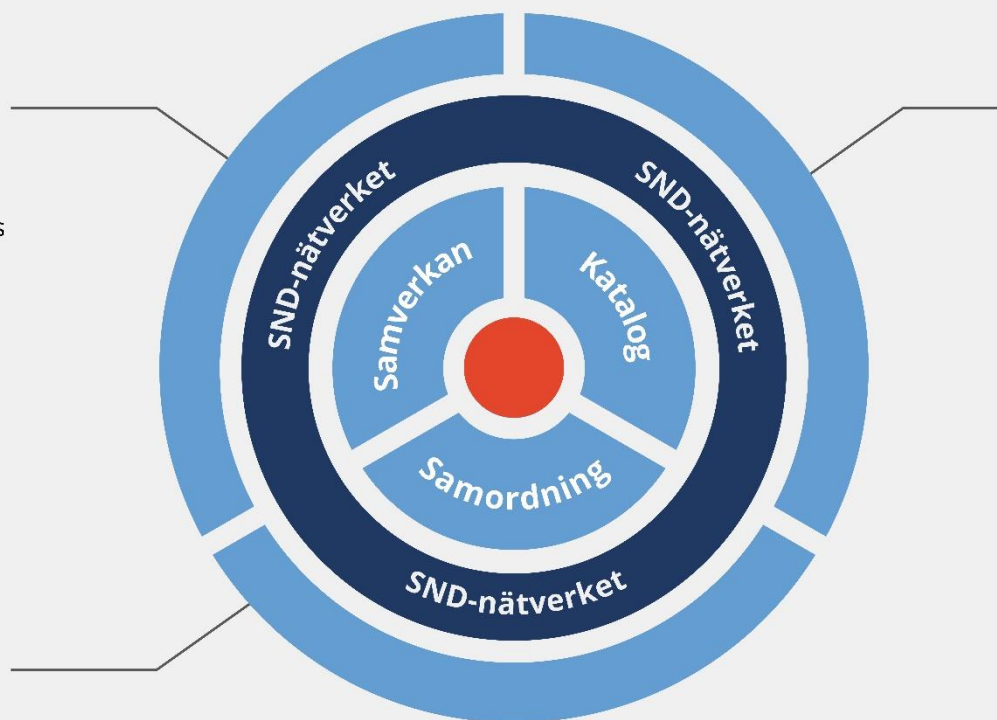 SND-nätverket
SND-nätverket
s
Samverkan
Katalog
Samordning
SND-nätverket